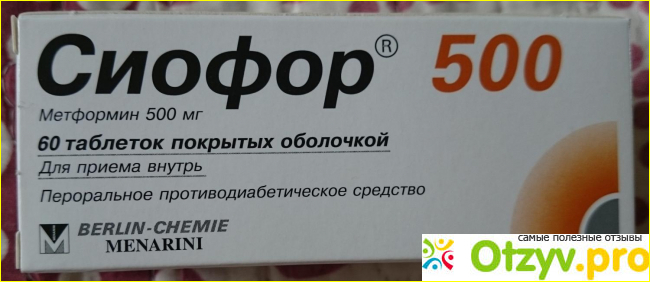 Сиофор® 500
Метформин 500 мг
60 таблеток покрытых оболочкой
Для приема внутрь
Пероральное противодиабетическое средство
BERLIN-CHEMIE
MENARINI
самые полезные отзывы
Otzyv.pro